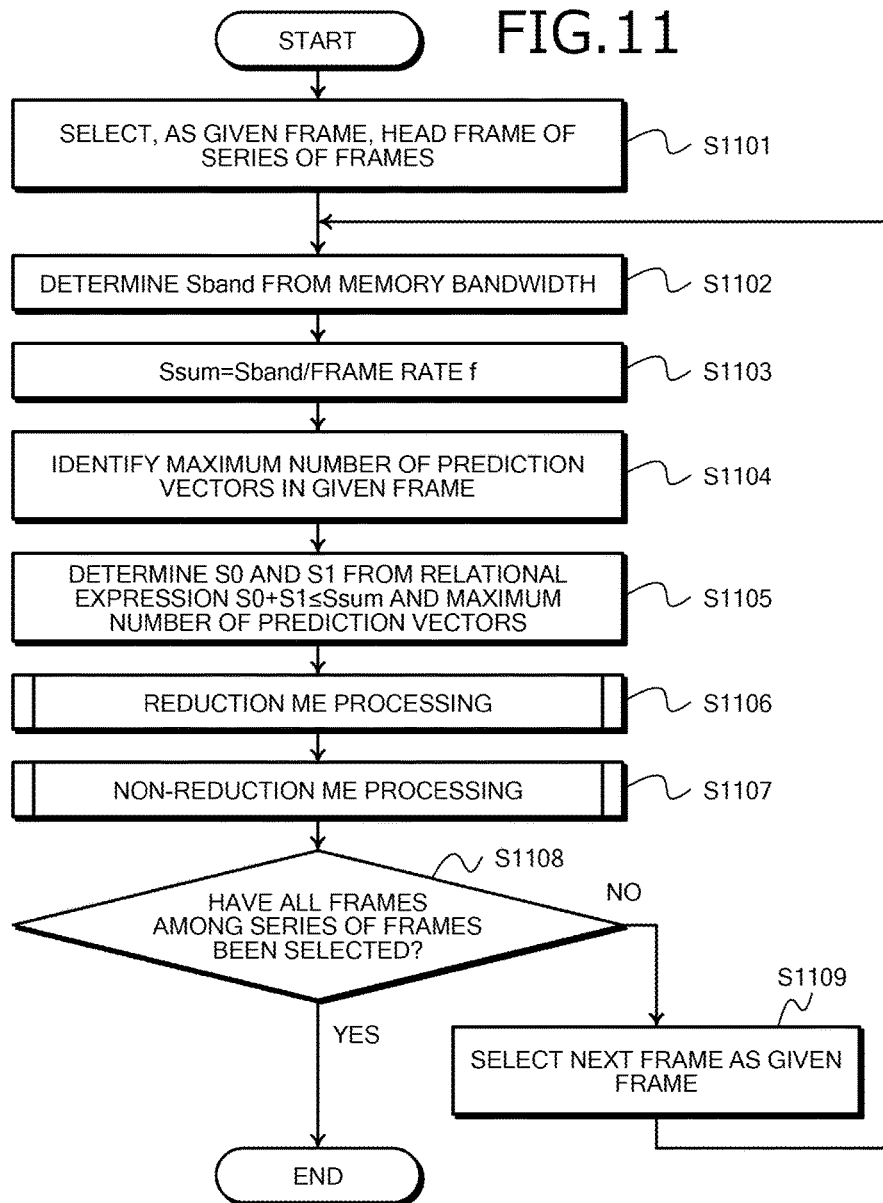 START
FIG.11
SELECT, AS GIVEN FRAME, HEAD FRAME OF
SERIES OF FRAMES
S1101
DETERMINE Sband FROM MEMORY BANDWIDTH
S1102
Ssum=Sband/FRAME RATE f
S1103
IDENTIFY MAXIMUM NUMBER OF PREDICTION
VECTORS IN GIVEN FRAME
S1104
DETERMINE S0 AND S1 FROM RELATIONAL
EXPRESSION S0+S1≤Ssum AND MAXIMUM
NUMBER OF PREDICTION VECTORS
S1105
REDUCTION ME PROCESSING
S1106
NON-REDUCTION ME PROCESSING
S1107
S1108
HAVE ALL FRAMES
AMONG SERIES OF FRAMES
BEEN SELECTED?
NO
S1109
YES
SELECT NEXT FRAME AS GIVEN
FRAME
END